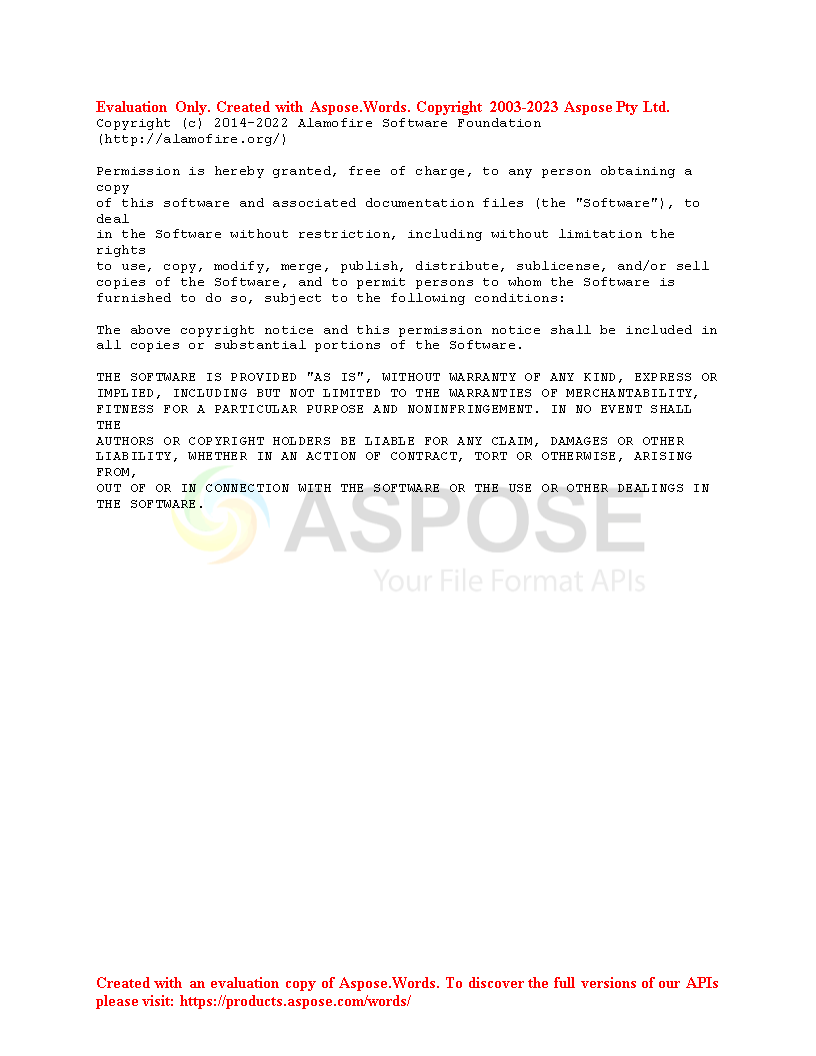 Evaluation Only. Created with Aspose.Words. Copyright 2003-2023 Aspose Pty Ltd.
Copyright (c) 2014-2022 Alamofire Software Foundation
(http://alamofire.org/)
Permission is hereby granted, free of charge, to any person obtaining a
copy
of this software and associated documentation files (the "Software"), to
deal
in the Software without restriction, including without limitation the
rights
to use, copy, modify, merge, publish, distribute, sublicense, and/or sell
copies of the Software, and to permit persons to whom the Software is
furnished to do so, subject to the following conditions:
The above copyright notice and this permission notice shall be included in
all copies or substantial portions of the Software.
THE SOFTWARE IS PROVIDED "AS IS", WITHOUT WARRANTY OF ANY KIND, EXPRESS OR
IMPLIED, INCLUDING BUT NOT LIMITED TO THE WARRANTIES OF MERCHANTABILITY,
FITNESS FOR A PARTICULAR PURPOSE AND NONINFRINGEMENT. IN NO EVENT SHALL
THE
AUTHORS OR COPYRIGHT HOLDERS BE LIABLE FOR ANY CLAIM, DAMAGES OR OTHER
LIABILITY, WHETHER IN AN ACTION OF CONTRACT, TORT OR OTHERWISE, ARISING
FROM,
OUT OF OR IN CONNECTION WITH THE SOFTWARE OR THE USE OR OTHER DEALINGS IN
THE SOFTWARE.
ASPOSE
Your File Format APIs
Created with an evaluation copy of Aspose.Words. To discover the full versions of our APIs
please visit: https://products.aspose.com/words/